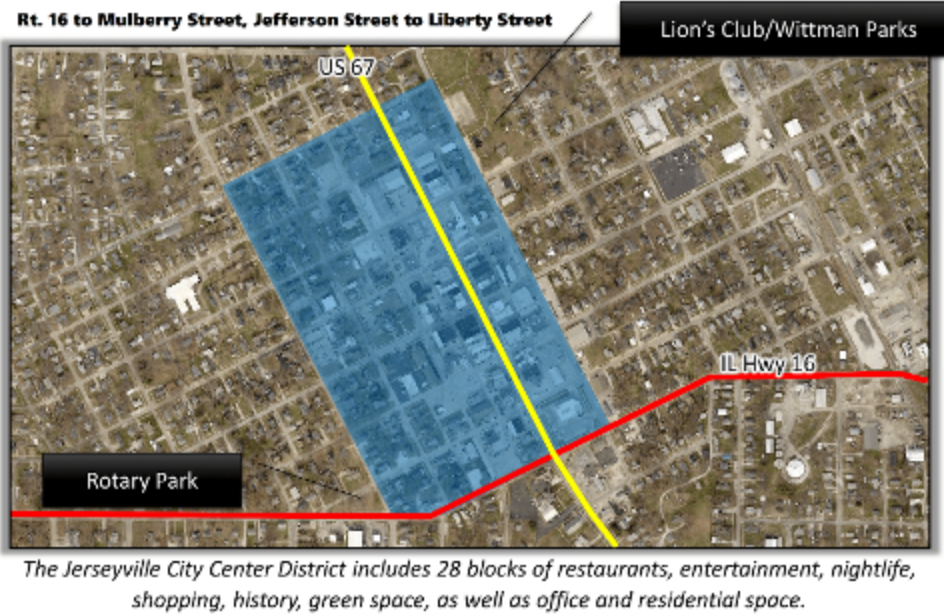 Rt. 16 to Mulberry Street, Jefferson Street to Liberty Street
Lion's Club/Wittman Parks
US 67
IL Hwy 16
Rotary Park
The Jerseyville City Center District includes 28 blocks of restaurants, entertainment, nightlife,
shopping, history, green space, as well as office and residential space.